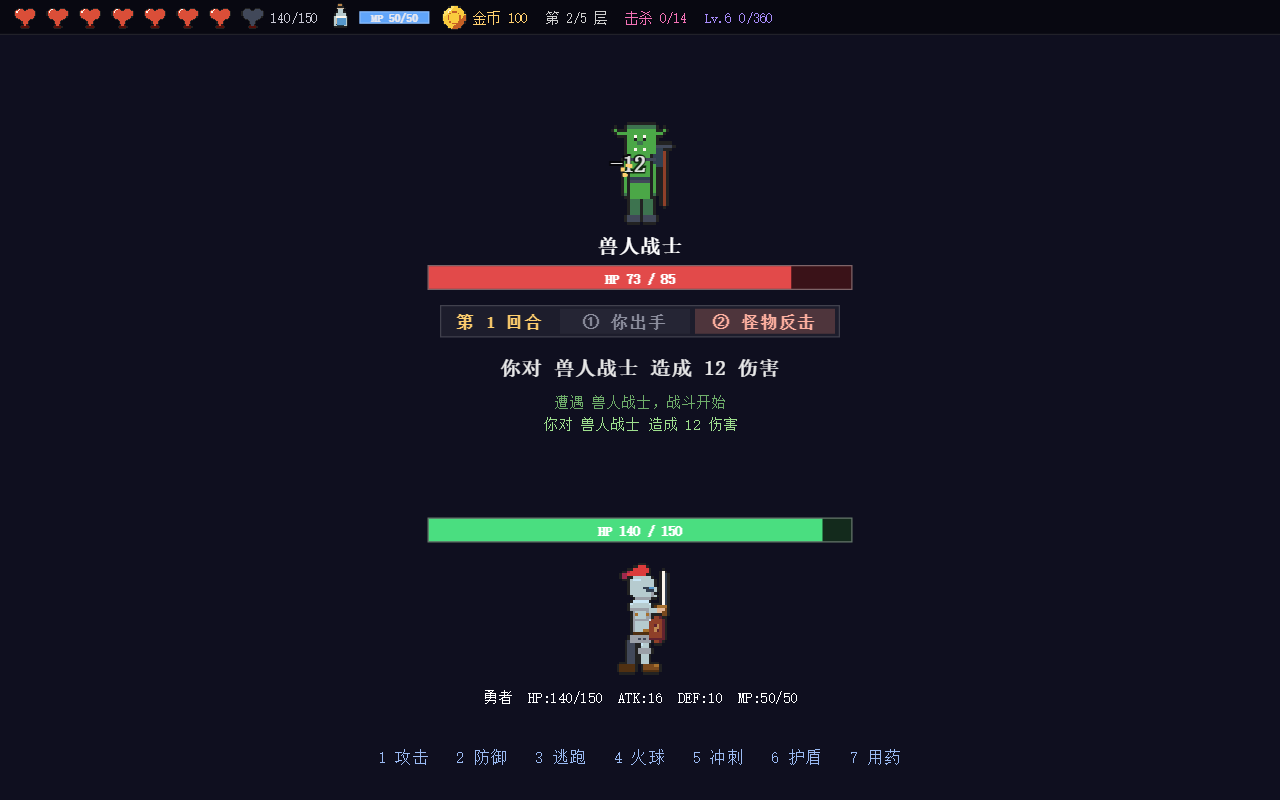 140/150 MP 50/50 金币 100 第 2/5 层 击杀 0/14 Lv.6 0/360
-12
兽人战士
HP 73 / 85
第 1 回合 ① 你出手 ② 怪物反击
你对 兽人战士 造成 12 伤害
遭遇 兽人战士，战斗开始
你对 兽人战士 造成 12 伤害
HP 140 / 150
勇者 HP:140/150 ATK:16 DEF:10 MP:50/50
1 攻击 2 防御 3 逃跑 4 火球 5 冲刺 6 护盾 7 用药